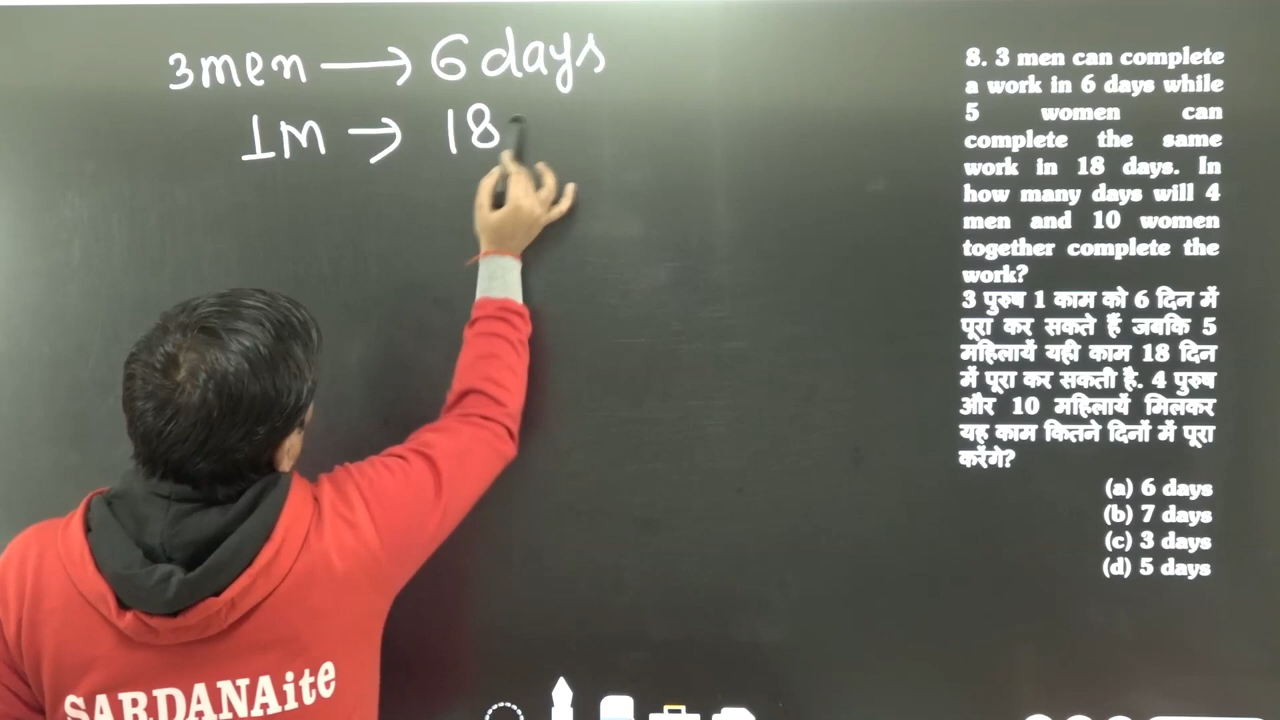 3men → 6 days
1M → 18
8. 3 men can complete
a work in 6 days while
5 women can
complete the same
work in 18 days. In
how many days will 4
men and 10 women
together complete the
work?
3 पुरुष 1 काम को 6 दिन में
पूरा कर सकते हैं जबकि 5
महिलायें यही काम 18 दिन
में पूरा कर सकती है. 4 पुरुष
और 10 महिलायें मिलकर
यह काम कितने दिनों में पूरा
करेंगे?
(a) 6 days
(b) 7 days
(c) 3 days
(d) 5 days
SARDANAite